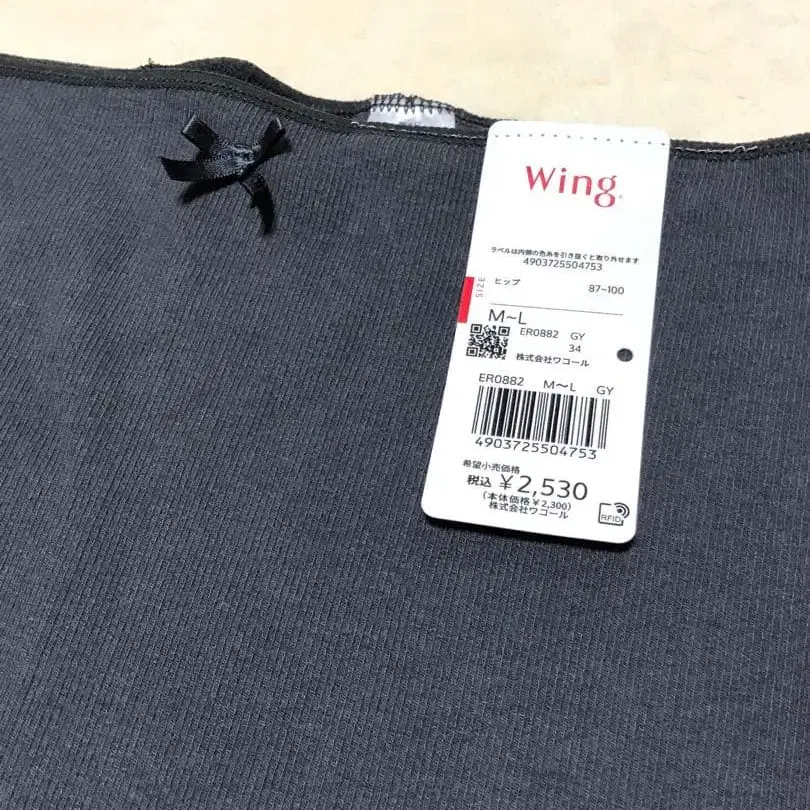 Wing
ラベルは内側の色糸を引き抜くと取り外せます
4903725504753
SIZE
ヒップ 87~100
M~L
ER0882 GY
34
株式会社ワコール
ER0882 M〜L GY
4903725504753
希望小売価格
税込 ¥2,530
(本体価格¥2,300)
株式会社ワコール
RFID